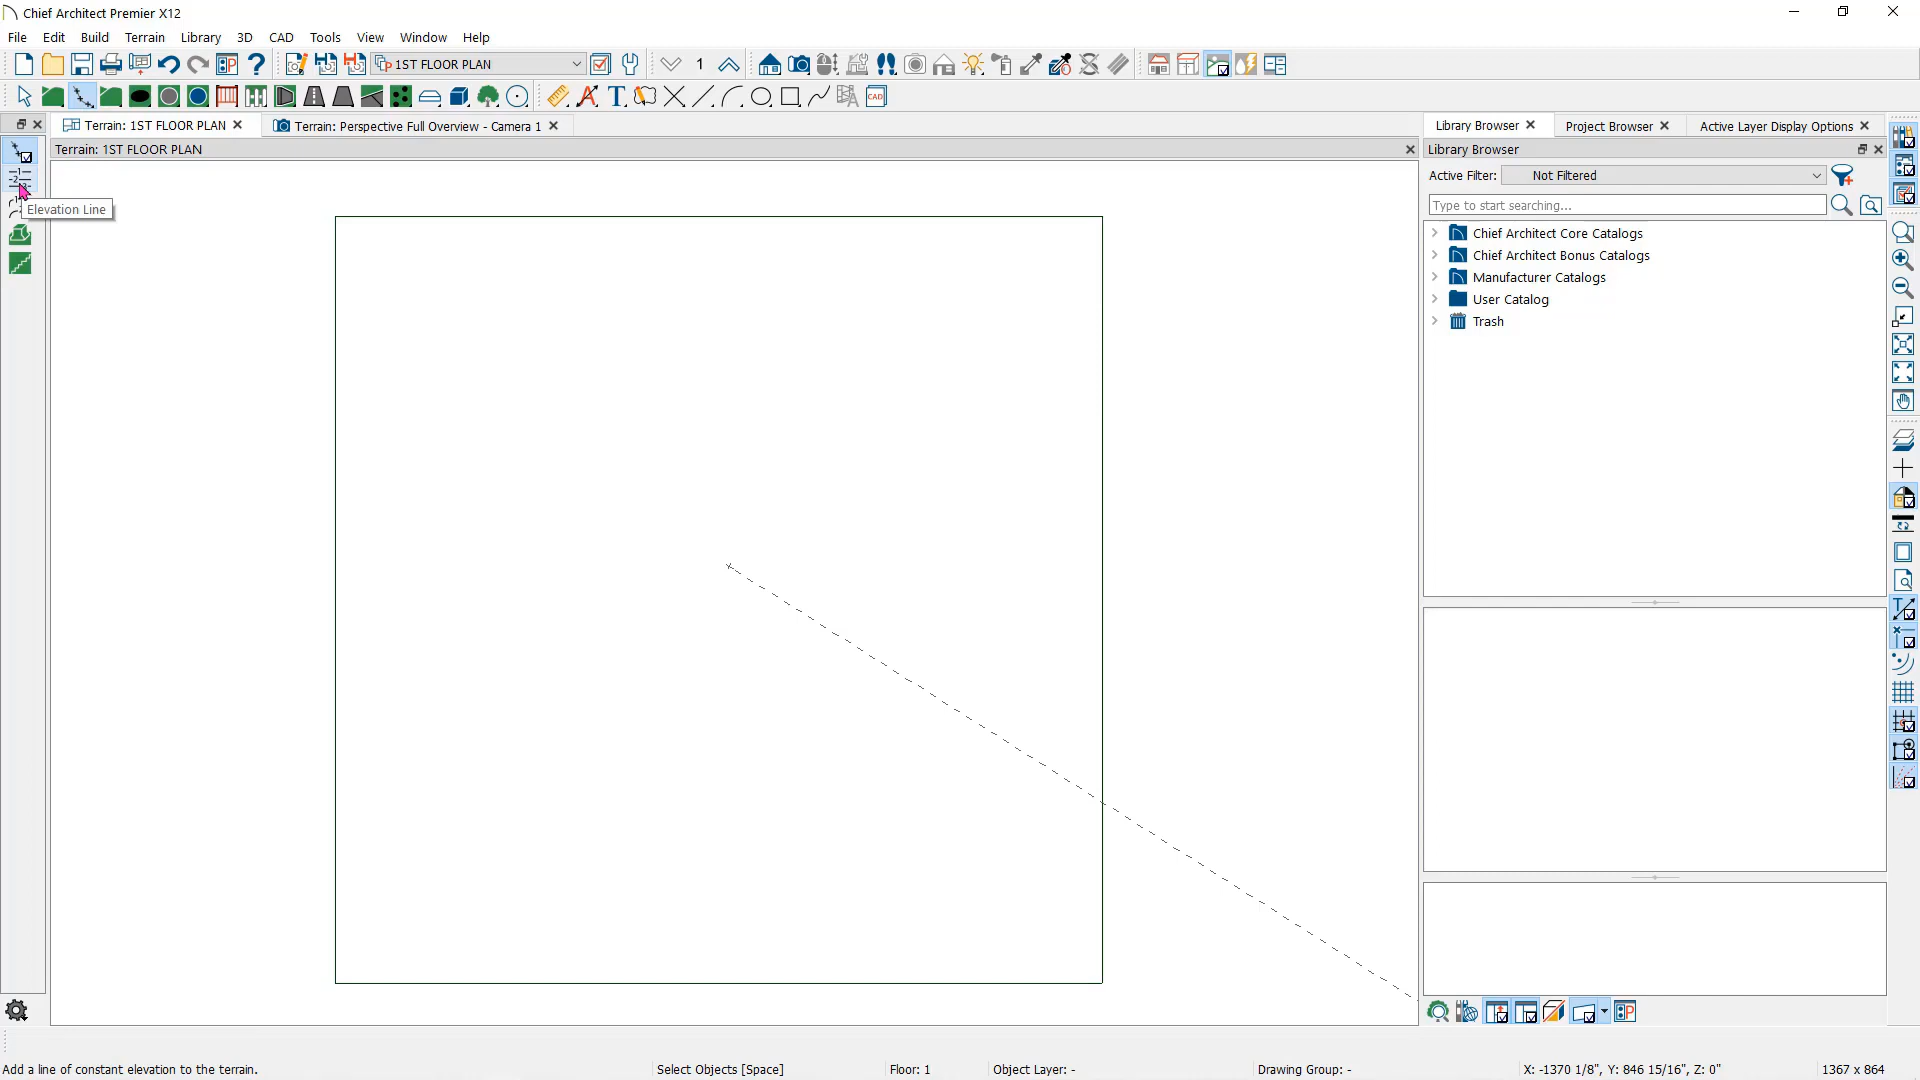 Chief Architect Premier X12
File Edit Build Terrain Library 3D CAD Tools View Window Help
1ST FLOOR PLAN 1
Terrain: 1ST FLOOR PLAN Terrain: Perspective Full Overview - Camera 1
Terrain: 1ST FLOOR PLAN
Elevation Line
Library Browser Project Browser Active Layer Display Options
Library Browser
Active Filter: Not Filtered
Type to start searching...
Chief Architect Core Catalogs
Chief Architect Bonus Catalogs
Manufacturer Catalogs
User Catalog
Trash
Add a line of constant elevation to the terrain. Select Objects [Space] Floor: 1 Object Layer: - Drawing Group: - X: -1370 1/8", Y: 846 15/16", Z: 0" 1367 x 864